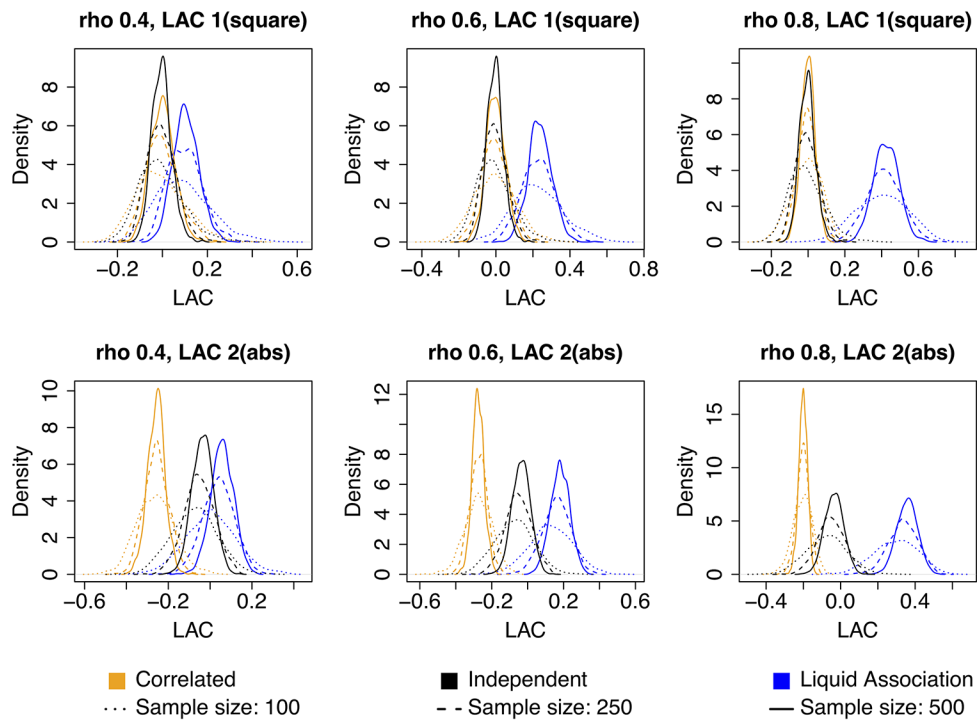 rho 0.4, LAC 1(square)
Density
0 2 4 6 8
−0.2 0.2 0.6
LAC
rho 0.6, LAC 1(square)
Density
0 2 4 6 8
−0.4 0.0 0.4 0.8
LAC
rho 0.8, LAC 1(square)
Density
0 2 4 6 8
−0.2 0.2 0.6
LAC
rho 0.4, LAC 2(abs)
Density
0 2 4 6 8 10
−0.6 −0.2 0.2
LAC
rho 0.6, LAC 2(abs)
Density
0 2 4 6 8 12
−0.6 −0.2 0.2 0.6
LAC
rho 0.8, LAC 2(abs)
Density
0 5 10 15
−0.4 0.0 0.4
LAC
Correlated
Independent
Liquid Association
Sample size: 100
Sample size: 250
Sample size: 500